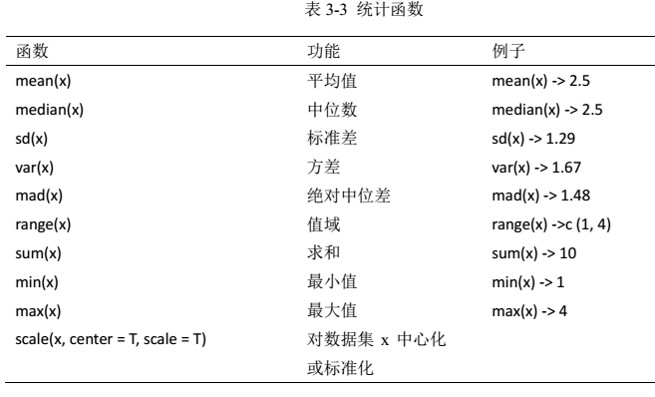 表 3-3 统计函数
函数 功能 例子
mean(x) 平均值 mean(x) -> 2.5
median(x) 中位数 median(x) -> 2.5
sd(x) 标准差 sd(x) -> 1.29
var(x) 方差 var(x) -> 1.67
mad(x) 绝对中位差 mad(x) -> 1.48
range(x) 值域 range(x) ->c (1, 4)
sum(x) 求和 sum(x) -> 10
min(x) 最小值 min(x) -> 1
max(x) 最大值 max(x) -> 4
scale(x, center = T, scale = T) 对数据集 x 中心化
或标准化